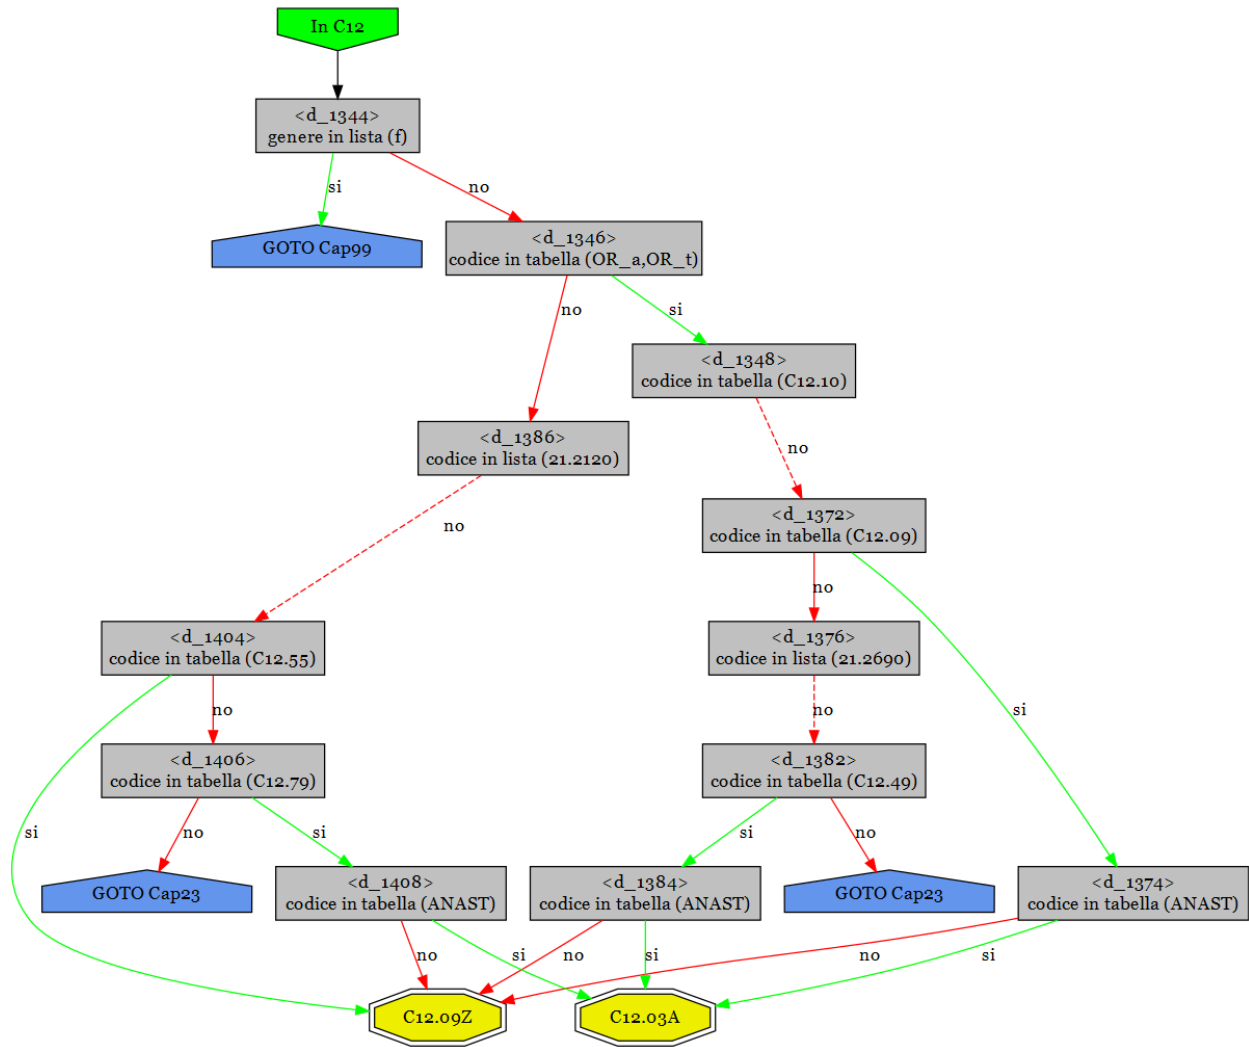 In C12
<d_1344>
genere in lista (f)
si
no
GOTO Cap99
<d_1346>
codice in tabella (OR_a,OR_t)
no
si
<d_1348>
codice in tabella (C12.10)
<d_1386>
codice in lista (21.2120)
no
no
<d_1372>
codice in tabella (C12.09)
no
si
<d_1404>
codice in tabella (C12.55)
<d_1376>
codice in lista (21.2690)
si
no
no
<d_1406>
codice in tabella (C12.79)
<d_1382>
codice in tabella (C12.49)
no
si
si
no
GOTO Cap23
<d_1408>
codice in tabella (ANAST)
<d_1384>
codice in tabella (ANAST)
GOTO Cap23
<d_1374>
codice in tabella (ANAST)
no
si
no
si
no
si
C12.09Z
C12.03A